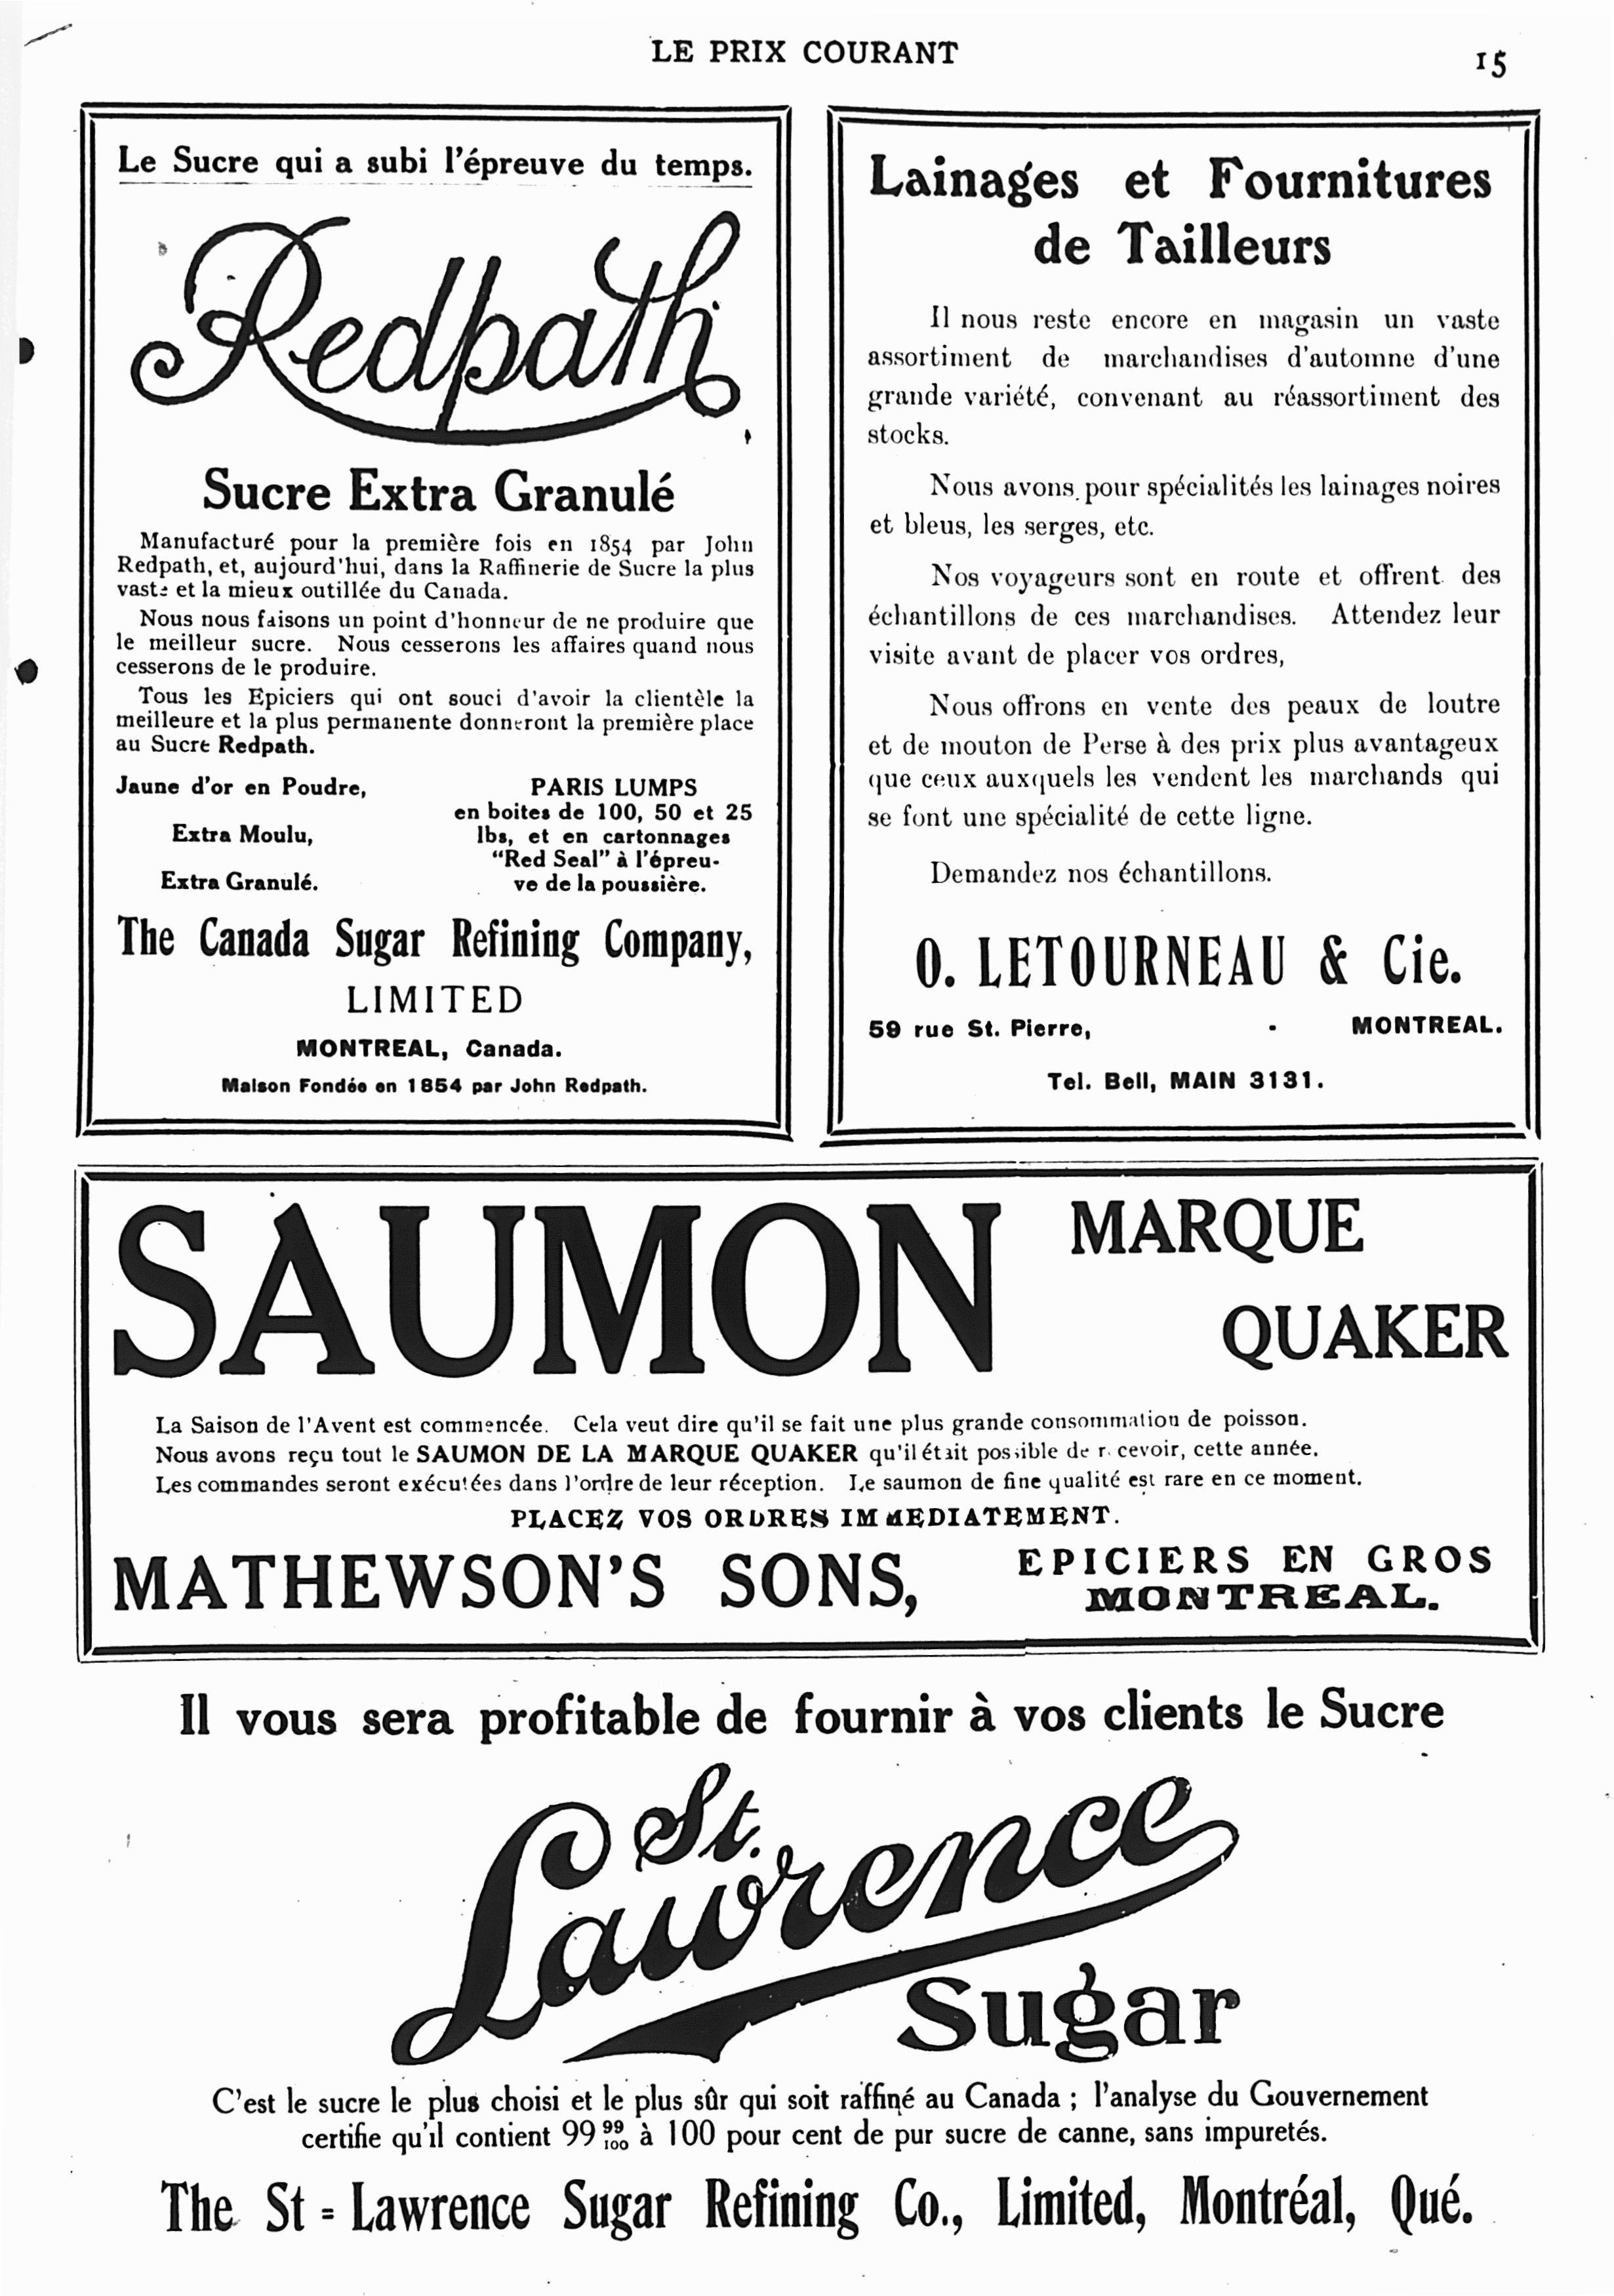 LE PRIX COURANT
15
Le Sucre qui a subi l'épreuve du temps.
Redpath
Sucre Extra Granulé
Manufacturé pour la première fois en 1854 par John
Redpath, et, aujourd'hui, dans la Raffinerie de Sucre la plus
vaste et la mieux outillée du Canada.
Nous nous faisons un point d'honneur de ne produire que
le meilleur sucre. Nous cesserons les affaires quand nous
cesserons de le produire.
Tous les Epiciers qui ont souci d'avoir la clientèle la
meilleure et la plus permanente donneront la première place
au Sucre Redpath.
Jaune d'or en Poudre,
Extra Moulu,
Extra Granulé.
PARIS LUMPS
en boites de 100, 50 et 25
lbs, et en cartonnages
"Red Seal" à l'épreu-
ve de la poussière.
The Canada Sugar Refining Company,
LIMITED
MONTREAL, Canada.
Maison Fondée en 1854 par John Redpath.
Lainages et Fournitures
de Tailleurs
Il nous reste encore en magasin un vaste
assortiment de marchandises d'automne d'une
grande variété, convenant au réassortiment des
stocks.
Nous avons pour spécialités les lainages noires
et bleus, les serges, etc.
Nos voyageurs sont en route et offrent des
échantillons de ces marchandises. Attendez leur
visite avant de placer vos ordres,
Nous offrons en vente des peaux de loutre
et de mouton de Perse à des prix plus avantageux
que ceux auxquels les vendent les marchands qui
se font une spécialité de cette ligne.
Demandez nos échantillons.
O. LETOURNEAU & Cie.
59 rue St. Pierre, - MONTREAL.
Tel. Bell, MAIN 3131.
SAUMON
MARQUE
QUAKER
La Saison de l'Avent est commencée. Cela veut dire qu'il se fait une plus grande consommation de poisson.
Nous avons reçu tout le SAUMON DE LA MARQUE QUAKER qu'il était possible de recevoir, cette année.
Les commandes seront exécutées dans l'ordre de leur réception. Le saumon de fine qualité est rare en ce moment.
PLACEZ VOS ORDRES IMMEDIATEMENT.
MATHEWSON'S SONS,
EPICIERS EN GROS
MONTREAL.
Il vous sera profitable de fournir à vos clients le Sucre
St.
Lawrence
Sugar
C'est le sucre le plus choisi et le plus sûr qui soit raffiné au Canada ; l'analyse du Gouvernement
certifie qu'il contient 99 99/100 à 100 pour cent de pur sucre de canne, sans impuretés.
The St = Lawrence Sugar Refining Co., Limited, Montréal, Qué.